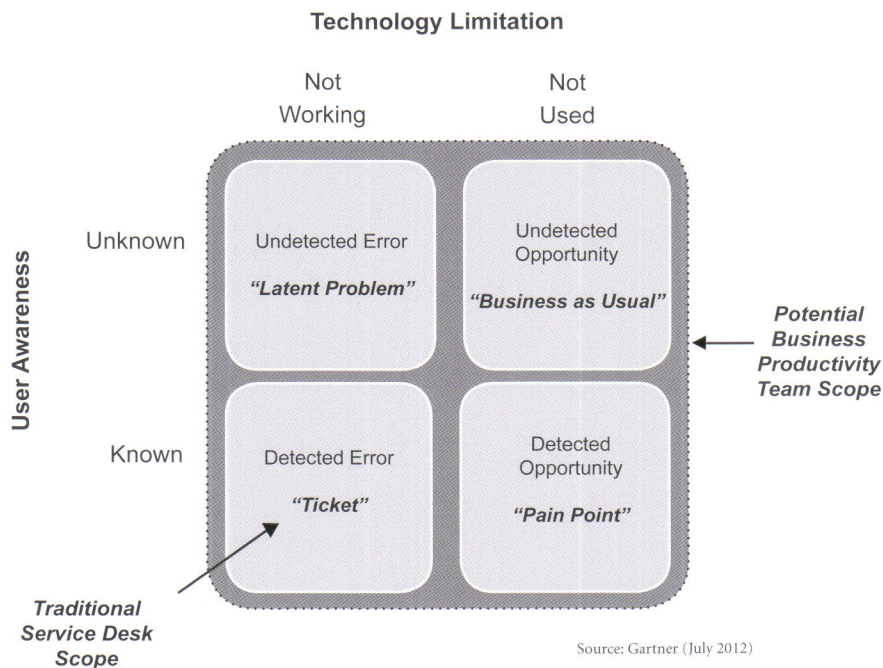 Technology Limitation
Not
Working
Not
Used
User Awareness
Unknown
Undetected Error
“Latent Problem”
Undetected
Opportunity
“Business as Usual”
Potential
Business
Productivity
Team Scope
Known
Detected Error
“Ticket”
Detected
Opportunity
“Pain Point”
Traditional
Service Desk
Scope
Source: Gartner (July 2012)